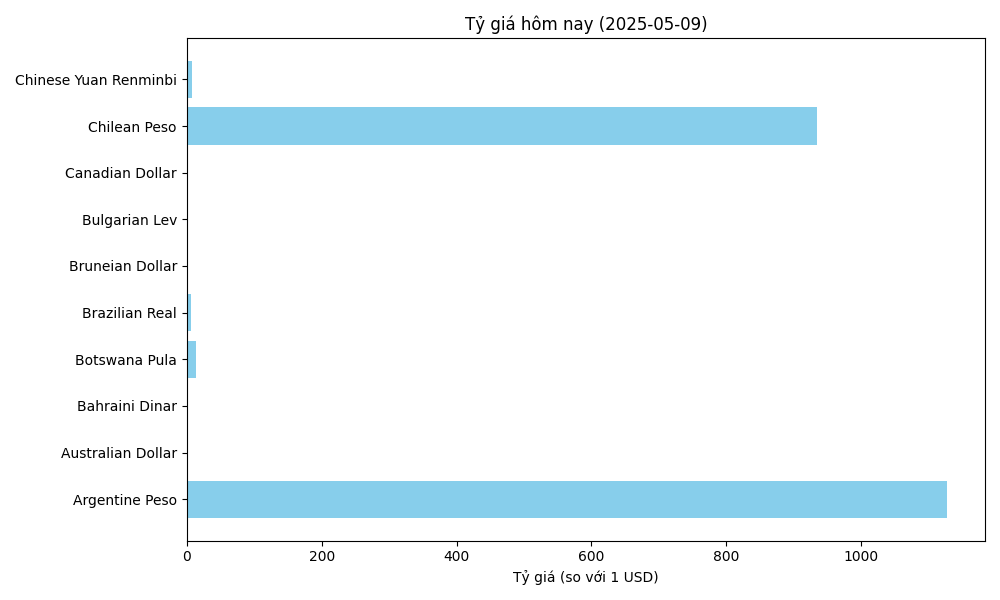 Tỷ giá hôm nay (2025-05-09)
Chinese Yuan Renminbi
Chilean Peso
Canadian Dollar
Bulgarian Lev
Bruneian Dollar
Brazilian Real
Botswana Pula
Bahraini Dinar
Australian Dollar
Argentine Peso
0 200 400 600 800 1000
Tỷ giá (so với 1 USD)